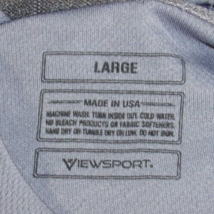 LARGE
MADE IN USA
MACHINE WASH TURN INSIDE OUT. COLD WATER.
NO BLEACH PRODUCTS OR FABRIC SOFTENERS.
HANG DRY OR TUMBLE DRY ON LOW. DO NOT IRON.
VIEWSPORT